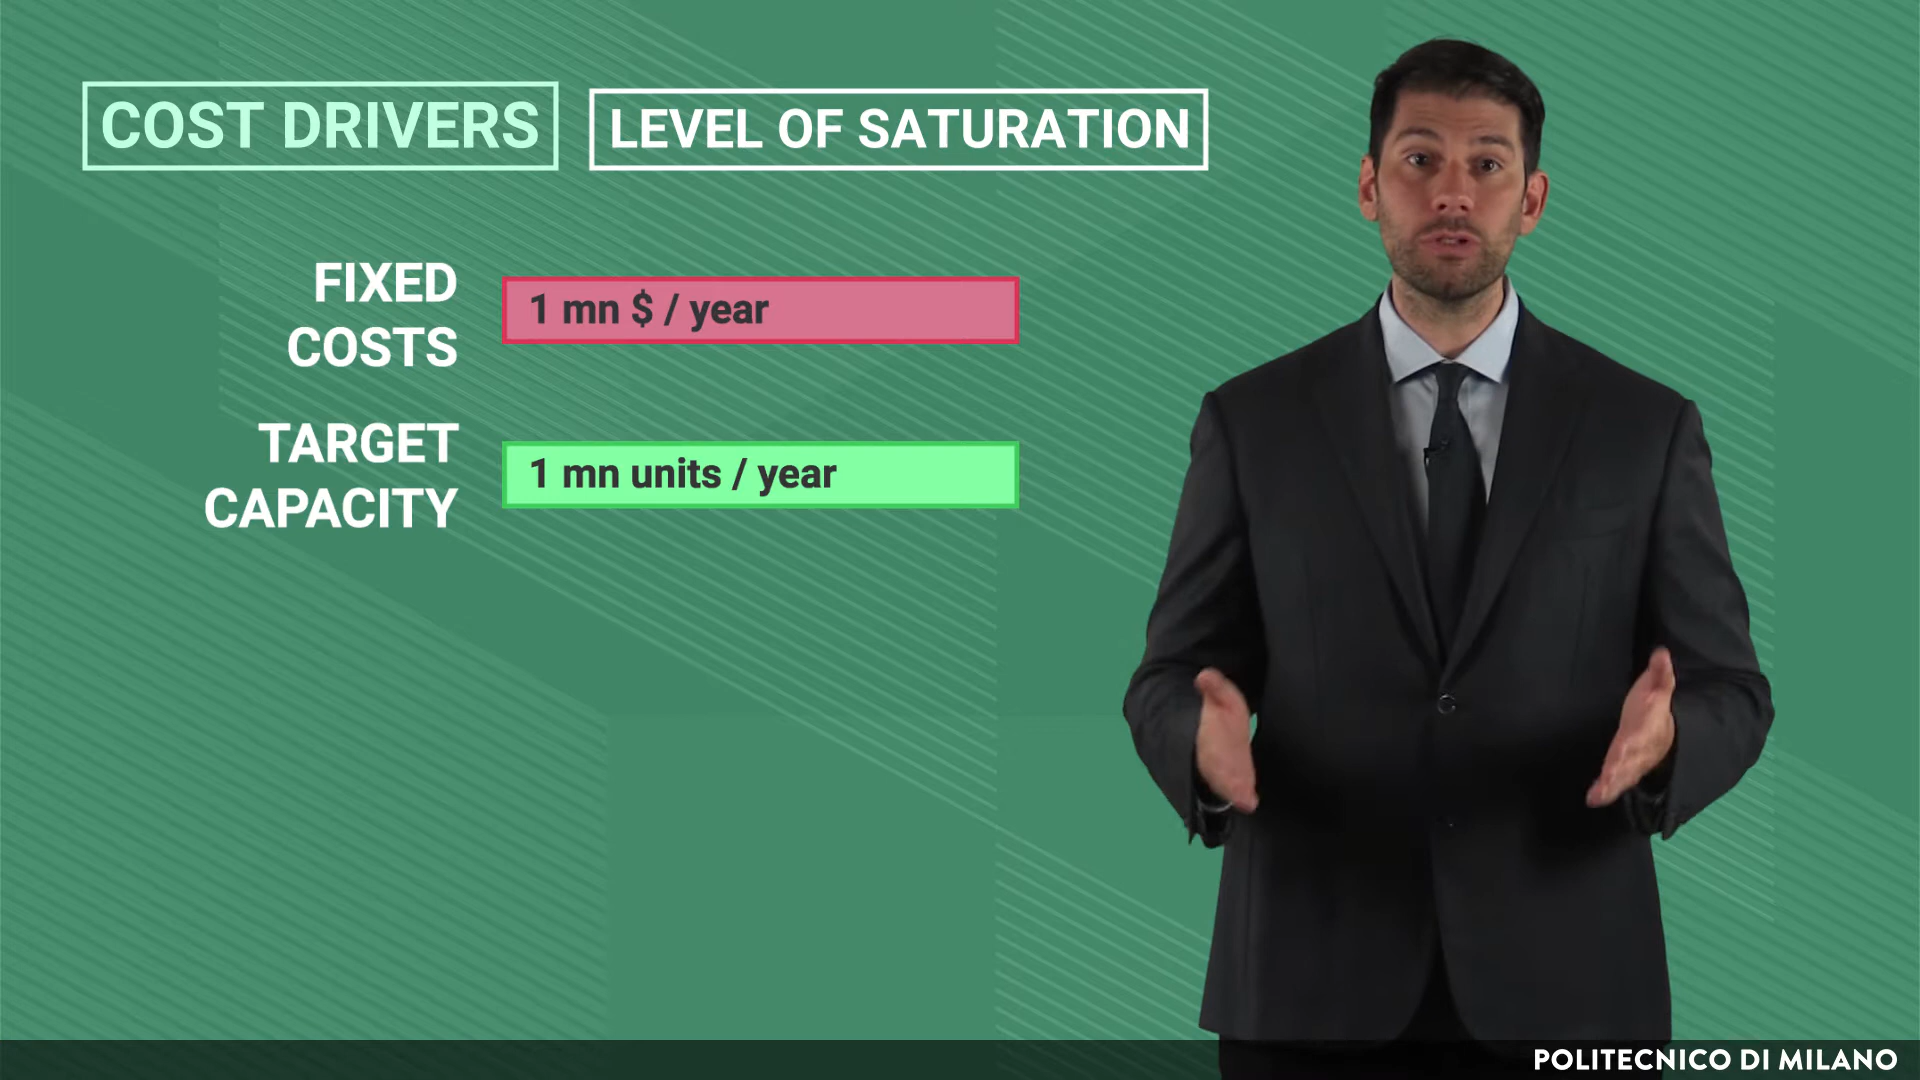 COST DRIVERS
LEVEL OF SATURATION
FIXED
COSTS
1 mn $ / year
TARGET
CAPACITY
1 mn units / year
POLITECNICO DI MILANO